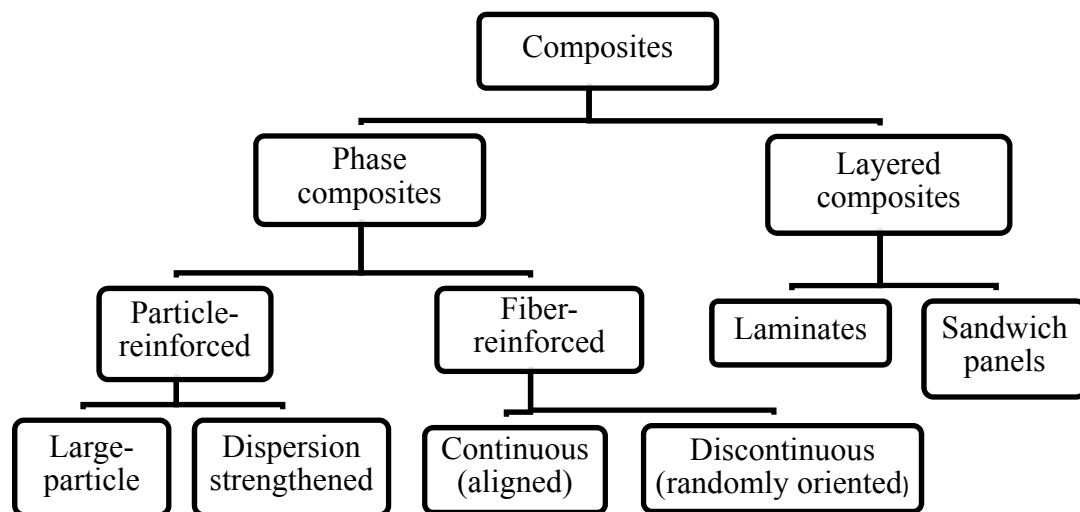 Composites
Phase
composites
Layered
composites
Particle-
reinforced
Fiber-
reinforced
Laminates
Sandwich
panels
Large-
particle
Dispersion
strengthened
Continuous
(aligned)
Discontinuous
(randomly oriented)